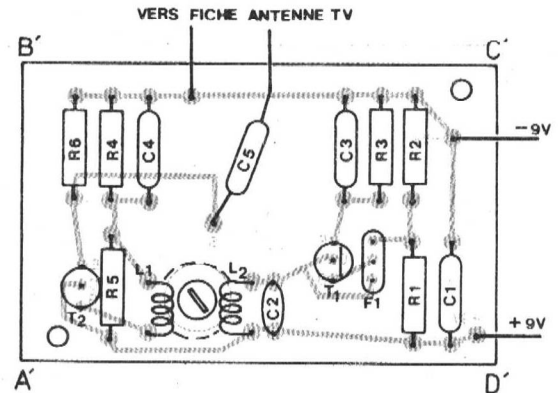 VERS FICHE ANTENNE TV
B´ C´
R6 R4 C4 C5 C3 R3 R2
−9V
R5 L1 L2 C2 T1 F1 R1 C1
T2
+9V
A´ D´